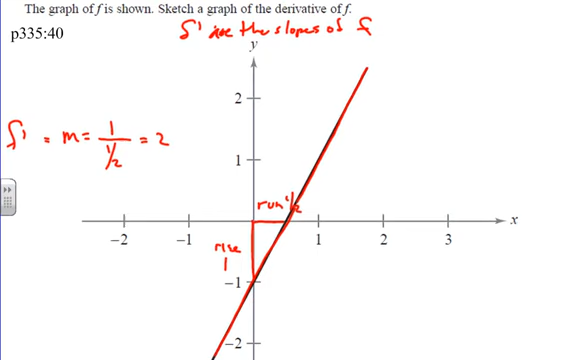 The graph of f is shown. Sketch a graph of the derivative of f.
p335:40
f' are the slopes of f
y
2
f' = m = 1/(1/2) = 2
1
run 1/2
x
-2 -1 1 2 3
rise
1
-1
-2